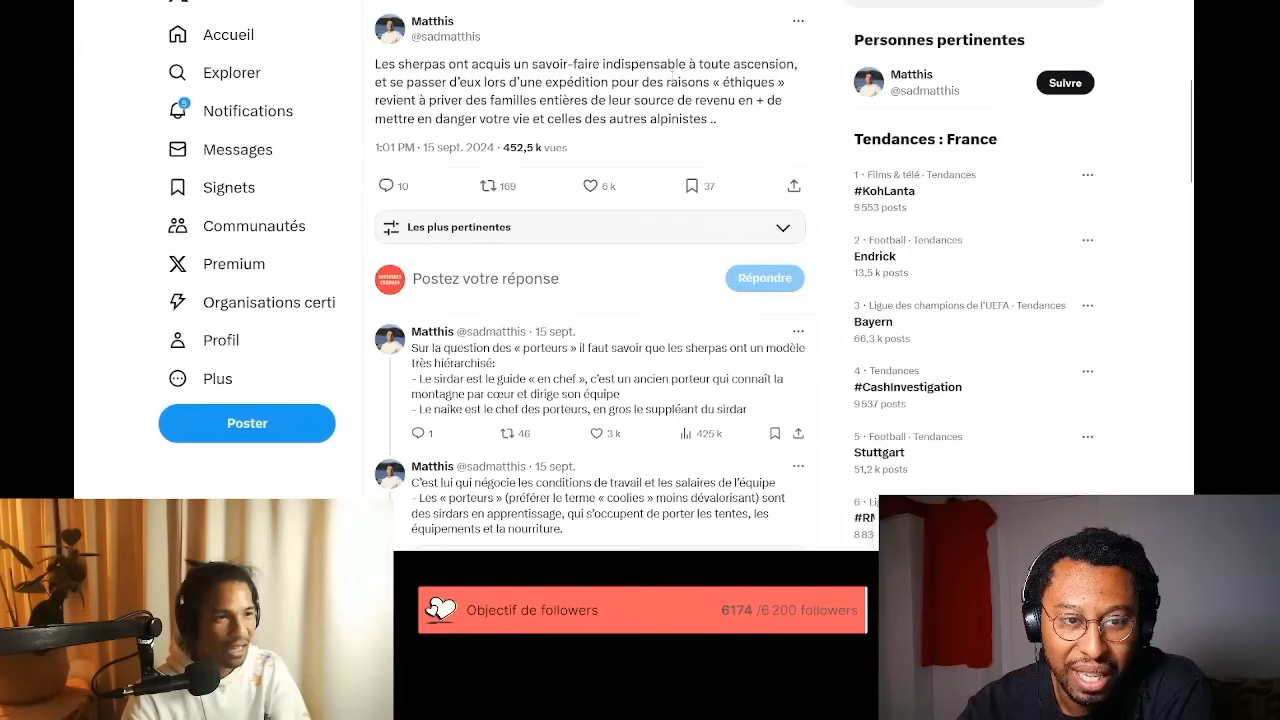 Accueil
Explorer
5
Notifications
Messages
Signets
Communautés
Premium
Organisations certi
Profil
Plus
Poster
Matthis
@sadmatthis
Les sherpas ont acquis un savoir-faire indispensable à toute ascension,
et se passer d'eux lors d'une expédition pour des raisons « éthiques »
revient à priver des familles entières de leur source de revenu en + de
mettre en danger votre vie et celles des autres alpinistes ..
1:01 PM · 15 sept. 2024 · 452,5 k vues
10 169 6 k 37
Les plus pertinentes
Postez votre réponse
Répondre
Matthis @sadmatthis · 15 sept.
Sur la question des « porteurs » il faut savoir que les sherpas ont un modèle
très hiérarchisé:
- Le sirdar est le guide « en chef », c'est un ancien porteur qui connaît la
montagne par cœur et dirige son équipe
- Le naike est le chef des porteurs, en gros le suppléant du sirdar
1 46 3 k 425 k
Matthis @sadmatthis · 15 sept.
C'est lui qui négocie les conditions de travail et les salaires de l'équipe
- Les « porteurs » (préférer le terme « coolies » moins dévalorisant) sont
des sirdars en apprentissage, qui s'occupent de porter les tentes, les
équipements et la nourriture.
Personnes pertinentes
Matthis
@sadmatthis
Suivre
Tendances : France
1 · Films & télé · Tendances
#KohLanta
9 553 posts
2 · Football · Tendances
Endrick
13,5 k posts
3 · Ligue des champions de l'UEFA · Tendances
Bayern
66,3 k posts
4 · Tendances
#CashInvestigation
9 537 posts
5 · Football · Tendances
Stuttgart
51,2 k posts
6 · Li
#RM
8 83
Objectif de followers
6174 /6 200 followers